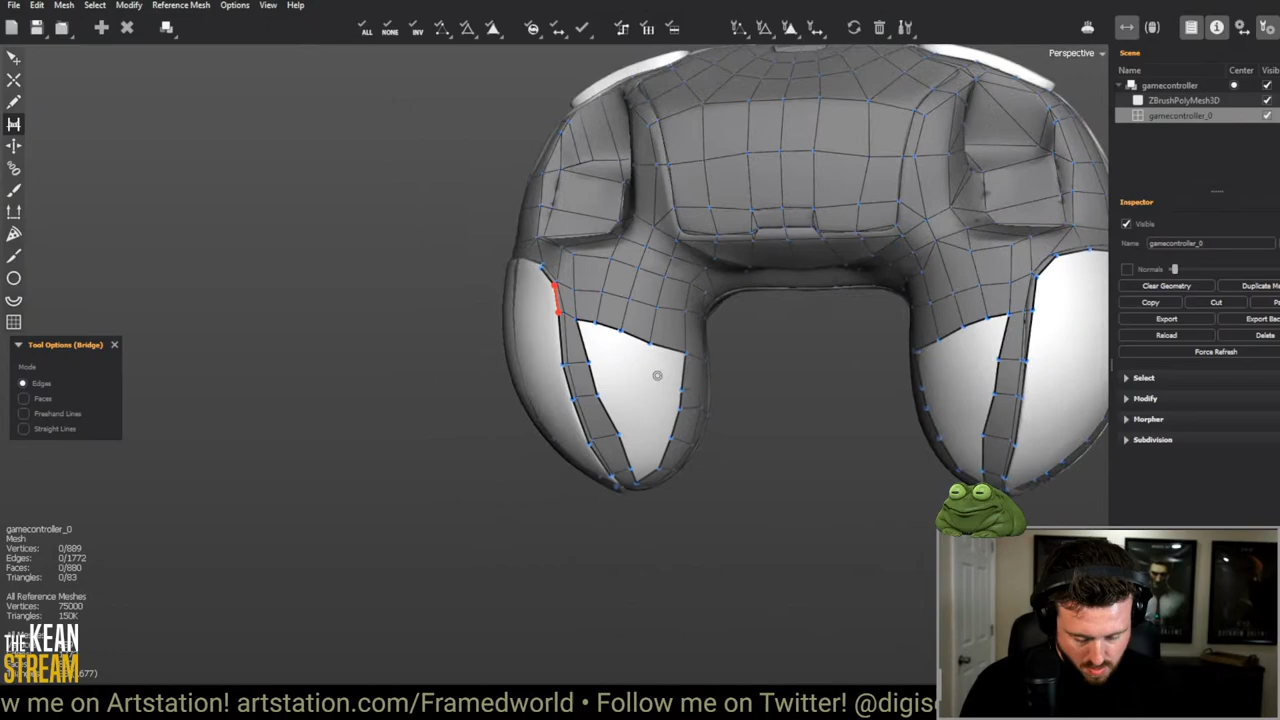 File Edit Mesh Select Modify Reference Mesh Options View Help
ALL NONE INV
Perspective
Scene
Name Center Visib
gamecontroller
ZBrushPolyMesh3D
gamecontroller_0
Inspector
Visible
Name gamecontroller_0
Normals
Clear Geometry Duplicate Me
Copy Cut Pa
Export Export Bac
Reload Delete
Force Refresh
Select
Modify
Morpher
Subdivision
Tool Options (Bridge)
Mode
Edges
Faces
Freehand Lines
Straight Lines
gamecontroller_0
Mesh
Vertices: 0/889
Edges: 0/1772
Faces: 0/880
Triangles: 0/83
All Reference Meshes
Vertices: 75000
Triangles: 150K
THE KEAN
STREAM
w me on Artstation! artstation.com/Framedworld • Follow me on Twitter! @digis